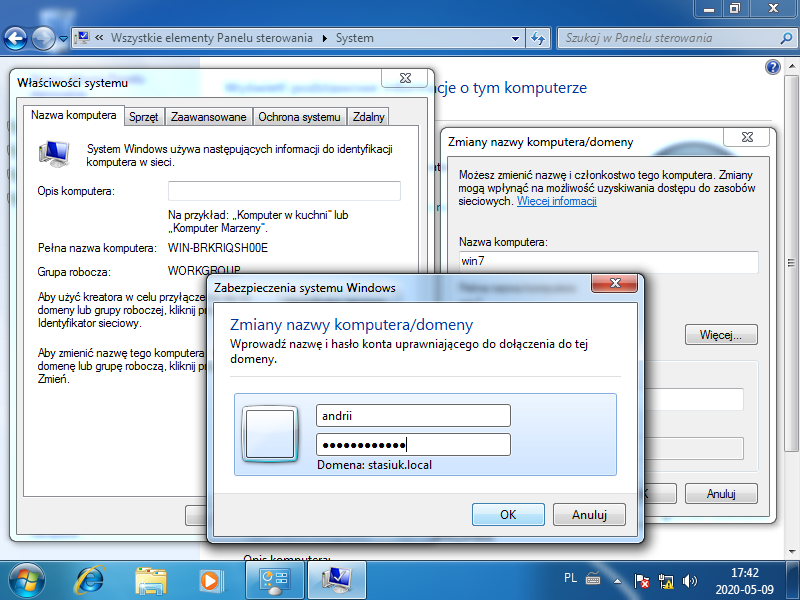 Wszystkie elementy Panelu sterowania
System
Szukaj w Panelu sterowania
Właściwości systemu
cje o tym komputerze
Nazwa komputera
Sprzęt
Zaawansowane
Ochrona systemu
Zdalny
System Windows używa następujących informacji do identyfikacji
komputera w sieci.
Opis komputera:
Na przykład: „Komputer w kuchni” lub
„Komputer Marzeny”.
Pełna nazwa komputera:
WIN-BRKRIQSH00E
Grupa robocza:
WORKGROUP
Aby użyć kreatora w celu przyłącze
domeny lub grupy roboczej, kliknij pr
Identyfikator sieciowy.
Aby zmienić nazwę tego komputera
domenę lub grupę roboczą, kliknij pr
Zmień.
Zmiany nazwy komputera/domeny
Możesz zmienić nazwę i członkostwo tego komputera. Zmiany
mogą wpłynąć na możliwość uzyskiwania dostępu do zasobów
sieciowych. Więcej informacji
Nazwa komputera:
win7
Więcej...
Anuluj
Zabezpieczenia systemu Windows
Zmiany nazwy komputera/domeny
Wprowadź nazwę i hasło konta uprawniającego do dołączenia do tej
domeny.
andrii
●●●●●●●●●●●●
Domena: stasiuk.local
OK
Anuluj
Opis komputera:
PL
17:42
2020-05-09